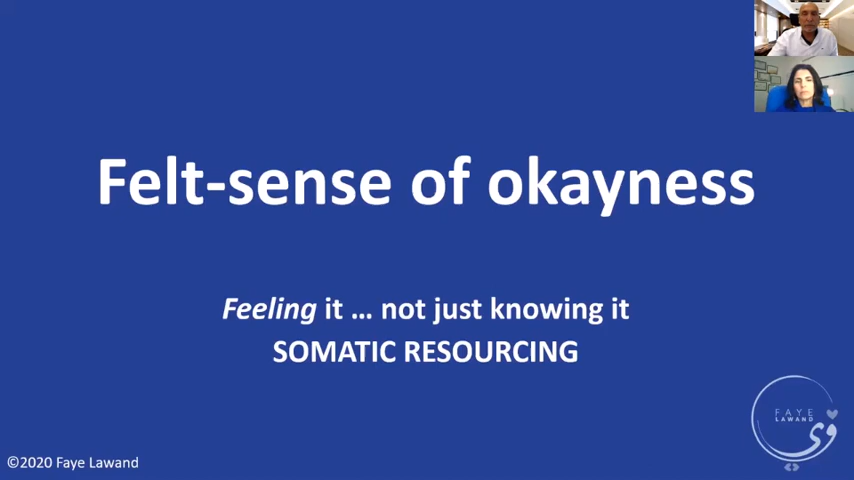 Felt-sense of okayness
Feeling it ... not just knowing it
SOMATIC RESOURCING
FAYE
LAWAND
©2020 Faye Lawand